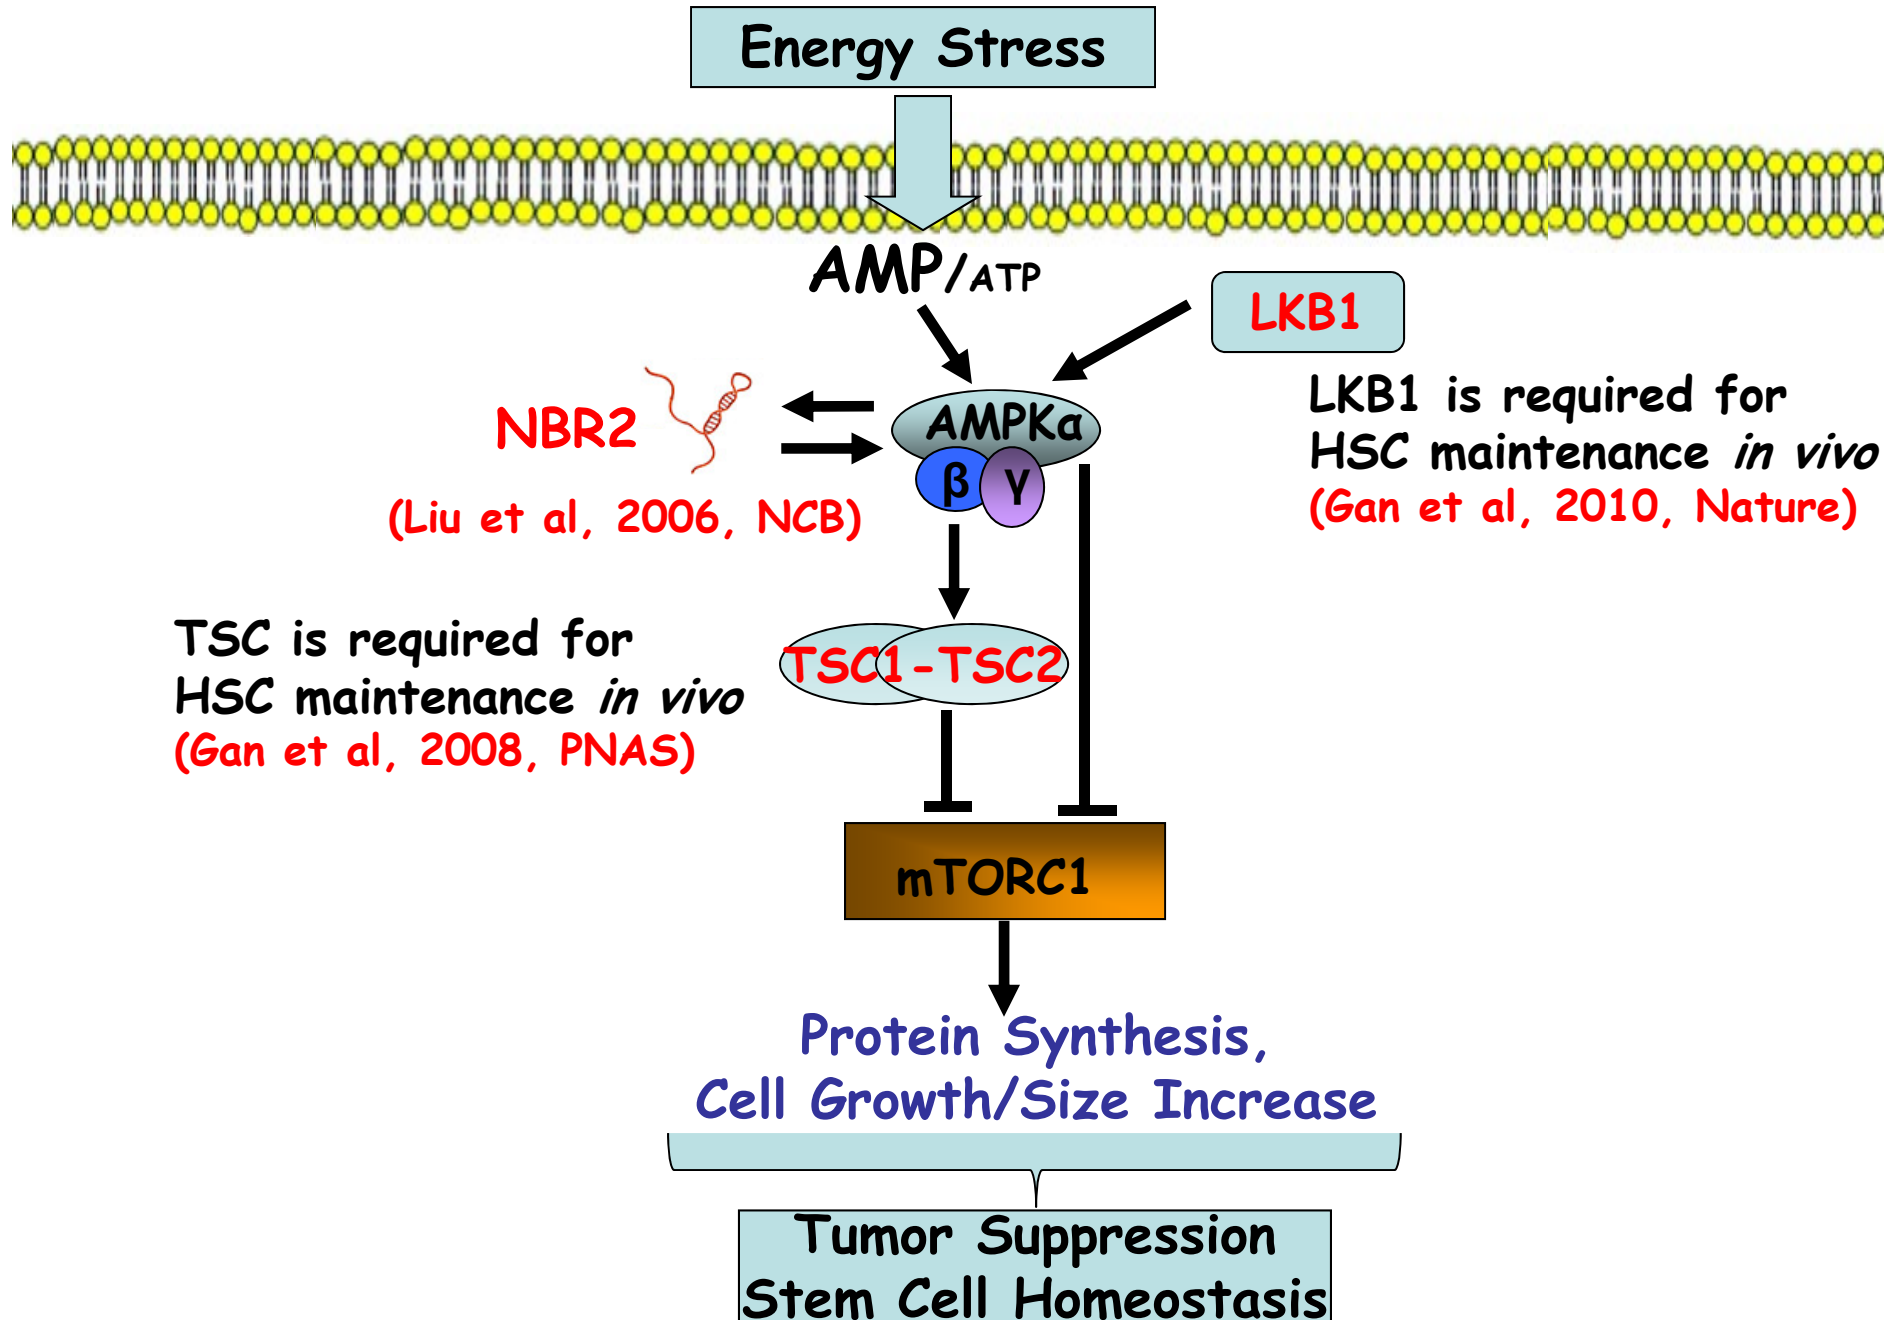 Energy Stress
AMP/ATP
LKB1
LKB1 is required for
HSC maintenance in vivo
(Gan et al, 2010, Nature)
NBR2
(Liu et al, 2006, NCB)
AMPKα
β
γ
TSC is required for
HSC maintenance in vivo
(Gan et al, 2008, PNAS)
TSC1-TSC2
mTORC1
Protein Synthesis,
Cell Growth/Size Increase
Tumor Suppression
Stem Cell Homeostasis